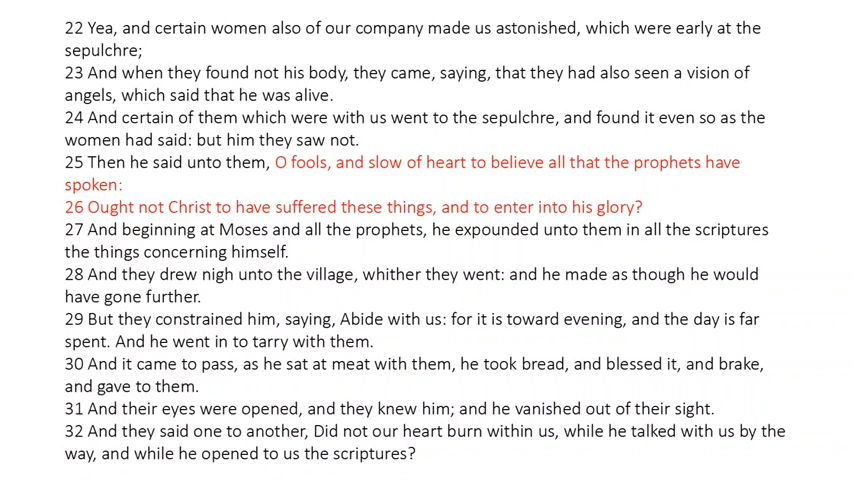 22 Yea, and certain women also of our company made us astonished, which were early at the
sepulchre;
23 And when they found not his body, they came, saying, that they had also seen a vision of
angels, which said that he was alive.
24 And certain of them which were with us went to the sepulchre, and found it even so as the
women had said: but him they saw not.
25 Then he said unto them, O fools, and slow of heart to believe all that the prophets have
spoken:
26 Ought not Christ to have suffered these things, and to enter into his glory?
27 And beginning at Moses and all the prophets, he expounded unto them in all the scriptures
the things concerning himself.
28 And they drew nigh unto the village, whither they went: and he made as though he would
have gone further.
29 But they constrained him, saying, Abide with us: for it is toward evening, and the day is far
spent. And he went in to tarry with them.
30 And it came to pass, as he sat at meat with them, he took bread, and blessed it, and brake,
and gave to them.
31 And their eyes were opened, and they knew him; and he vanished out of their sight.
32 And they said one to another, Did not our heart burn within us, while he talked with us by the
way, and while he opened to us the scriptures?